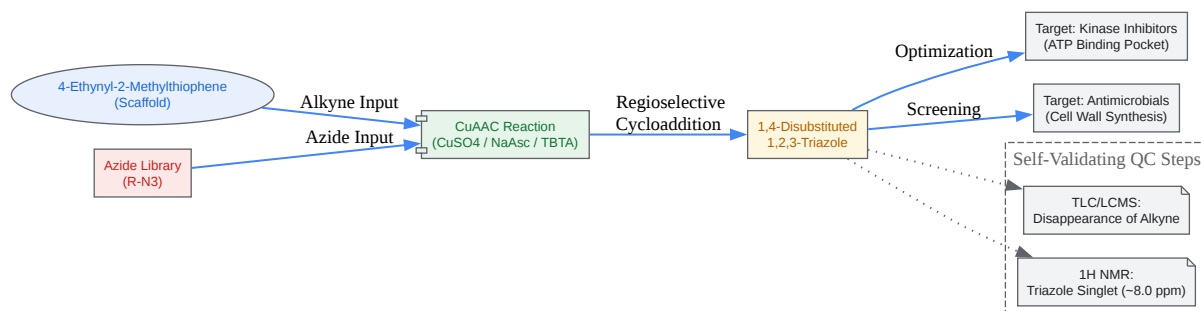 4-Ethynyl-2-Methylthiophene
(Scaffold)
Azide Library
(R-N3)
Alkyne Input
Azide Input
CuAAC Reaction
(CuSO4 / NaAsc / TBTA)
Regioselective
Cycloaddition
1,4-Disubstituted
1,2,3-Triazole
Optimization
Screening
Target: Kinase Inhibitors
(ATP Binding Pocket)
Target: Antimicrobials
(Cell Wall Synthesis)
Self-Validating QC Steps
TLC/LCMS:
Disappearance of Alkyne
1H NMR:
Triazole Singlet (~8.0 ppm)